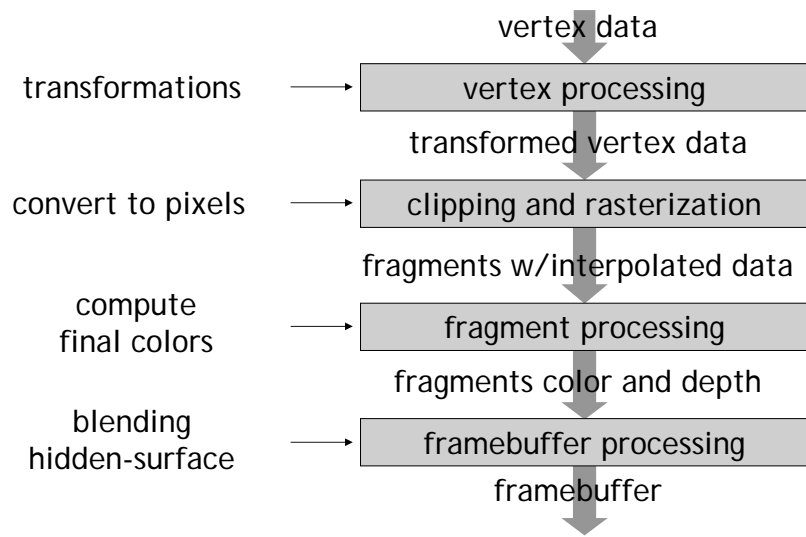 vertex data
transformations
vertex processing
transformed vertex data
convert to pixels
clipping and rasterization
fragments w/interpolated data
compute
final colors
fragment processing
fragments color and depth
blending
hidden-surface
framebuffer processing
framebuffer